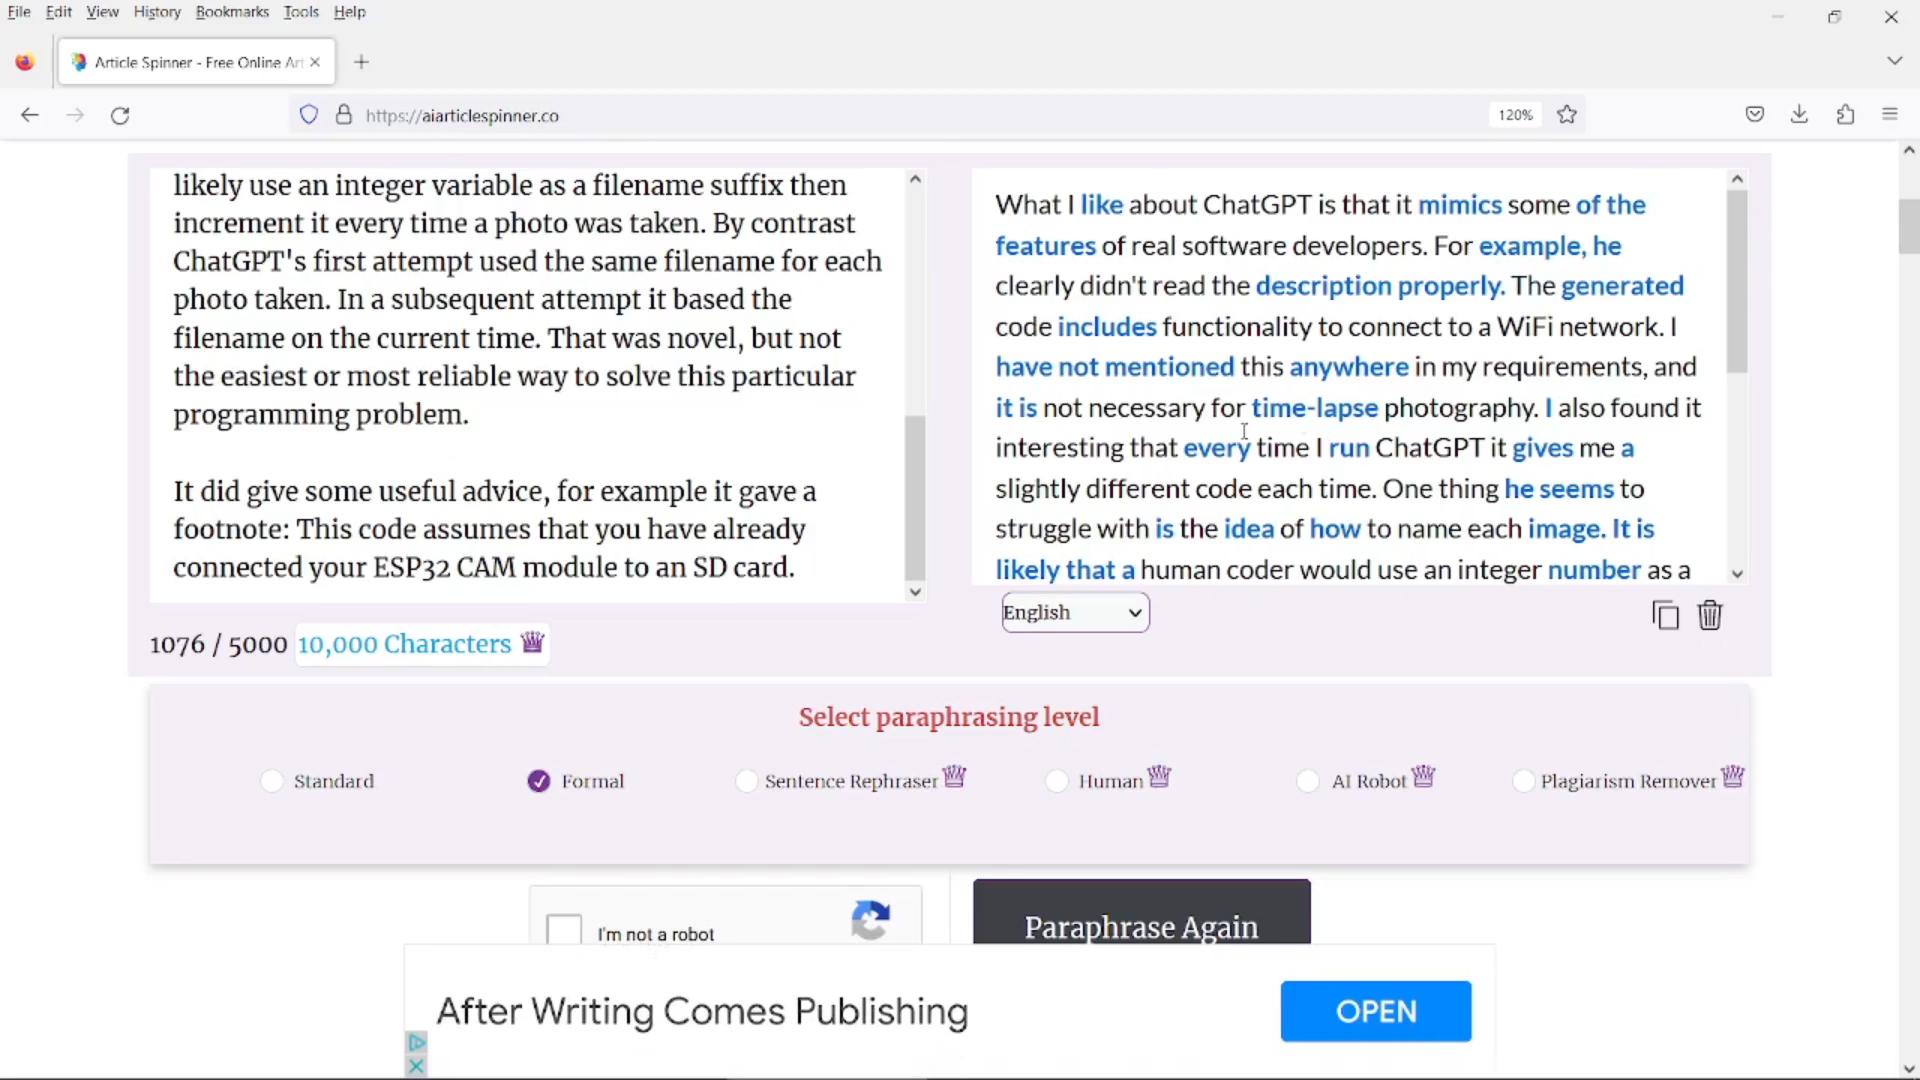 File Edit View History Bookmarks Tools Help
Article Spinner - Free Online Art
https://aiarticlespinner.co
120%
likely use an integer variable as a filename suffix then
increment it every time a photo was taken. By contrast
ChatGPT's first attempt used the same filename for each
photo taken. In a subsequent attempt it based the
filename on the current time. That was novel, but not
the easiest or most reliable way to solve this particular
programming problem.
It did give some useful advice, for example it gave a
footnote: This code assumes that you have already
connected your ESP32 CAM module to an SD card.
1076 / 5000 10,000 Characters
What I like about ChatGPT is that it mimics some of the
features of real software developers. For example, he
clearly didn't read the description properly. The generated
code includes functionality to connect to a WiFi network. I
have not mentioned this anywhere in my requirements, and
it is not necessary for time-lapse photography. I also found it
interesting that every time I run ChatGPT it gives me a
slightly different code each time. One thing he seems to
struggle with is the idea of how to name each image. It is
likely that a human coder would use an integer number as a
English
Select paraphrasing level
Standard Formal Sentence Rephraser Human AI Robot Plagiarism Remover
I'm not a robot
Paraphrase Again
After Writing Comes Publishing
OPEN